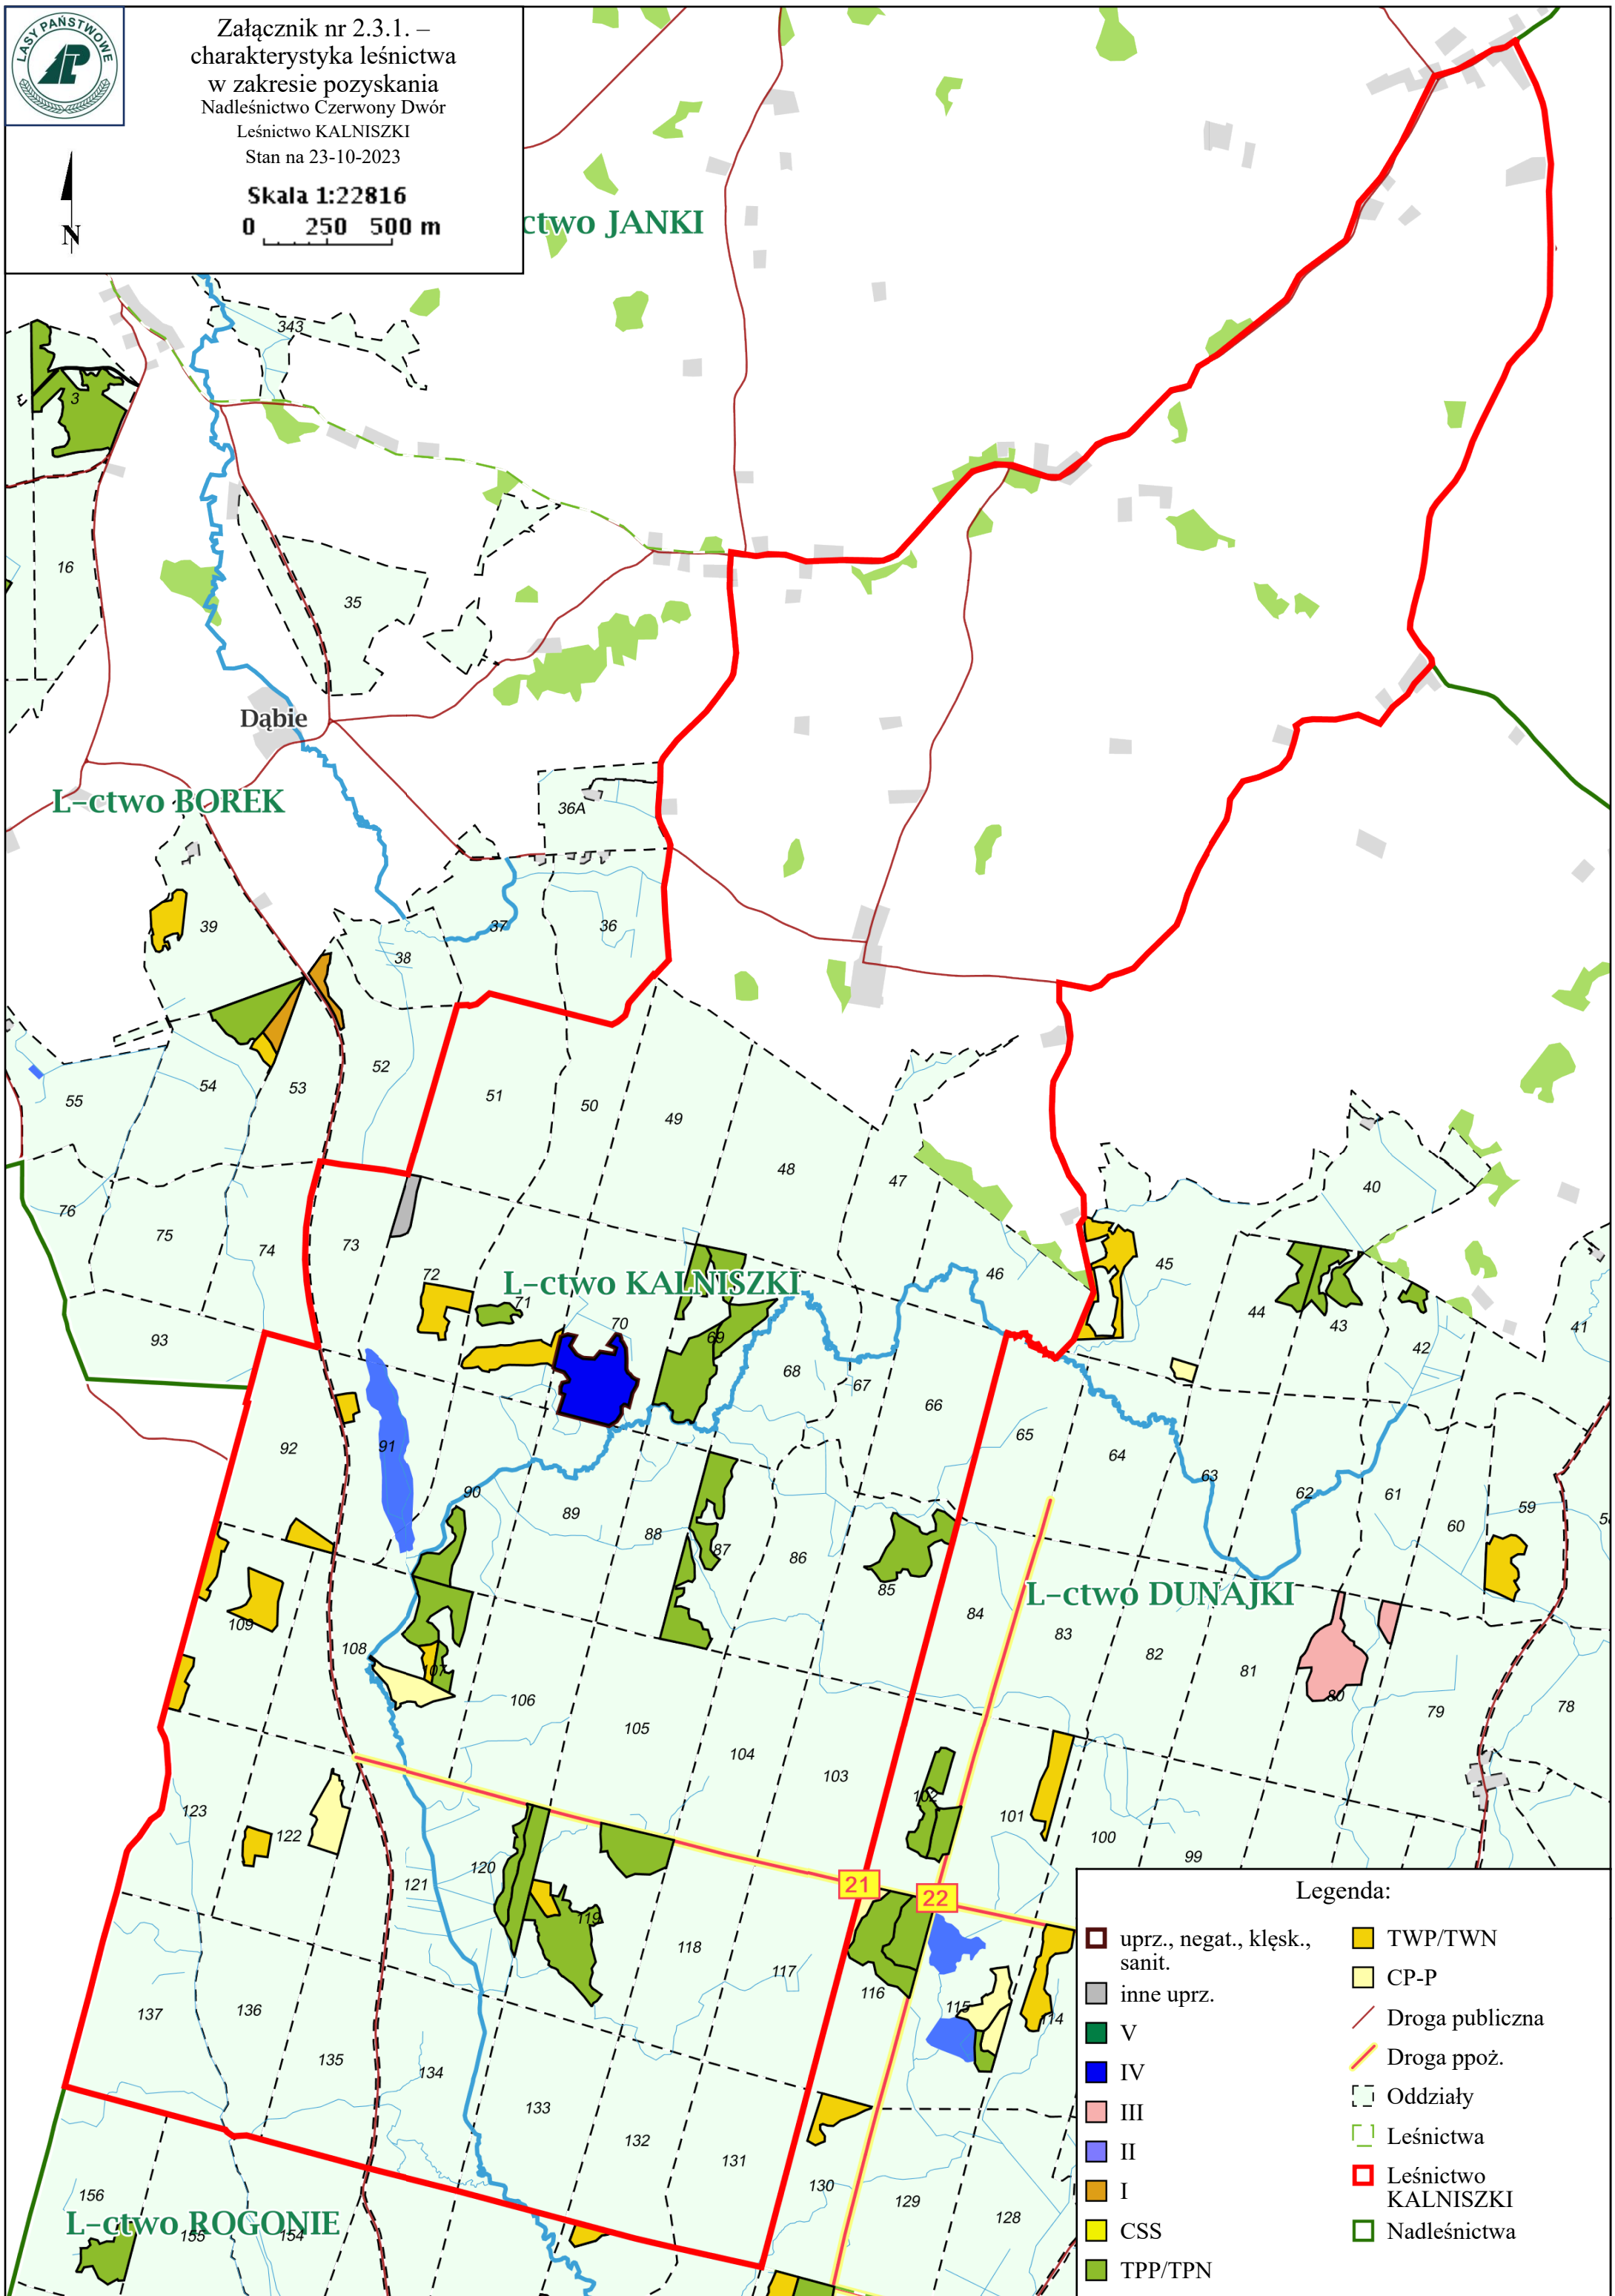 LASY PAŃSTWOWE
LP
Załącznik nr 2.3.1. –
charakterystyka leśnictwa
w zakresie pozyskania
Nadleśnictwo Czerwony Dwór
Leśnictwo KALNISZKI
Stan na 23-10-2023
Skala 1:22816
0 250 500 m
N
ctwo JANKI
343
3
16
35
Dąbie
L-ctwo BOREK
36A
39
37
36
38
52
51
50
49
55
54
53
48
47
40
76
75
74
73
46
45
72
L-ctwo KALNISZKI
71
70
69
44
43
42
41
93
68
67
66
92
91
65
64
63
62
61
60
59
90
89
88
87
86
85
L-ctwo DUNAJKI
84
83
82
81
80
79
78
109
108
107
106
105
104
103
102
101
100
99
123
122
121
120
119
118
117
21
22
116
115
114
137
136
135
134
133
132
131
130
129
128
156
L-ctwo ROGONIE
155
154
Legenda:
uprz., negat., klęsk.,
sanit.
inne uprz.
V
IV
III
II
I
CSS
TPP/TPN
TWP/TWN
CP-P
Droga publiczna
Droga ppoż.
Oddziały
Leśnictwa
Leśnictwo
KALNISZKI
Nadleśnictwa